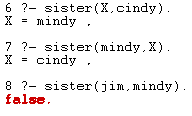 6 ?- sister(X,cindy).
X = mindy .
7 ?- sister(mindy,X).
X = cindy .
8 ?- sister(jim,mindy).
false.